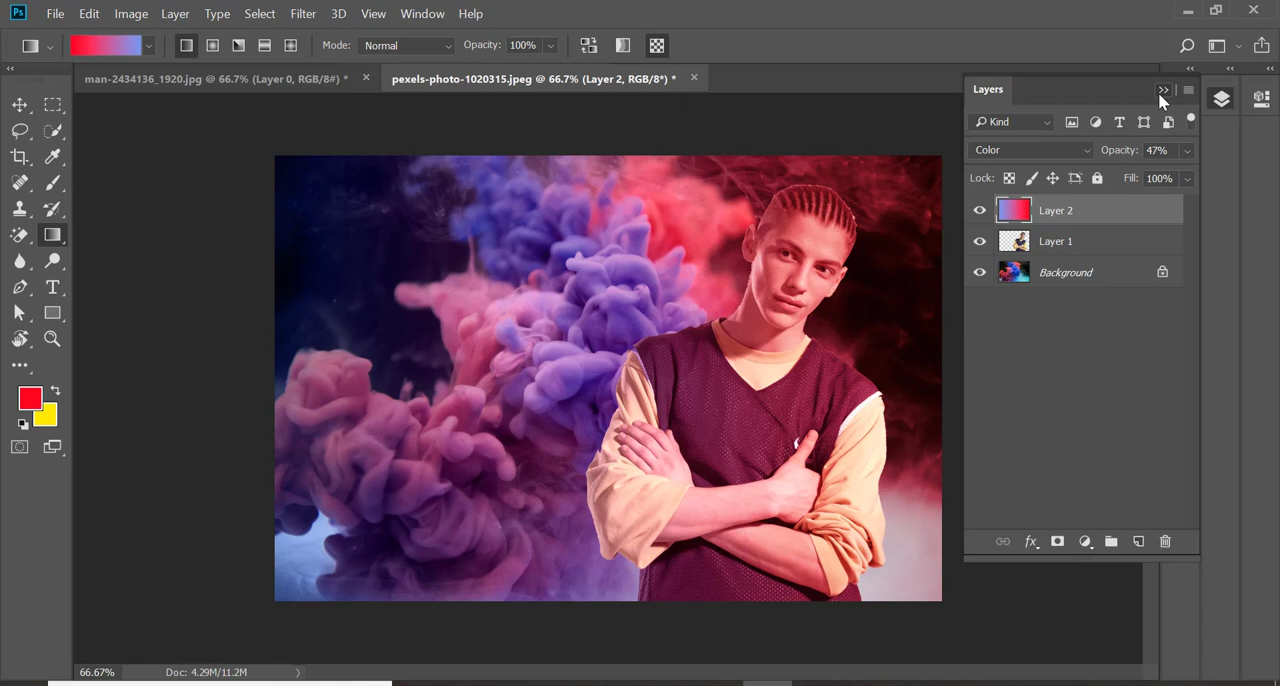 Ps File Edit Image Layer Type Select Filter 3D View Window Help
Mode: Normal Opacity: 100%
man-2434136_1920.jpg @ 66.7% (Layer 0, RGB/8#) * × pexels-photo-1020315.jpeg @ 66.7% (Layer 2, RGB/8*) * ×
Layers
Kind
Color Opacity: 47%
Lock: Fill: 100%
Layer 2
Layer 1
Background
66.67% Doc: 4.29M/11.2M